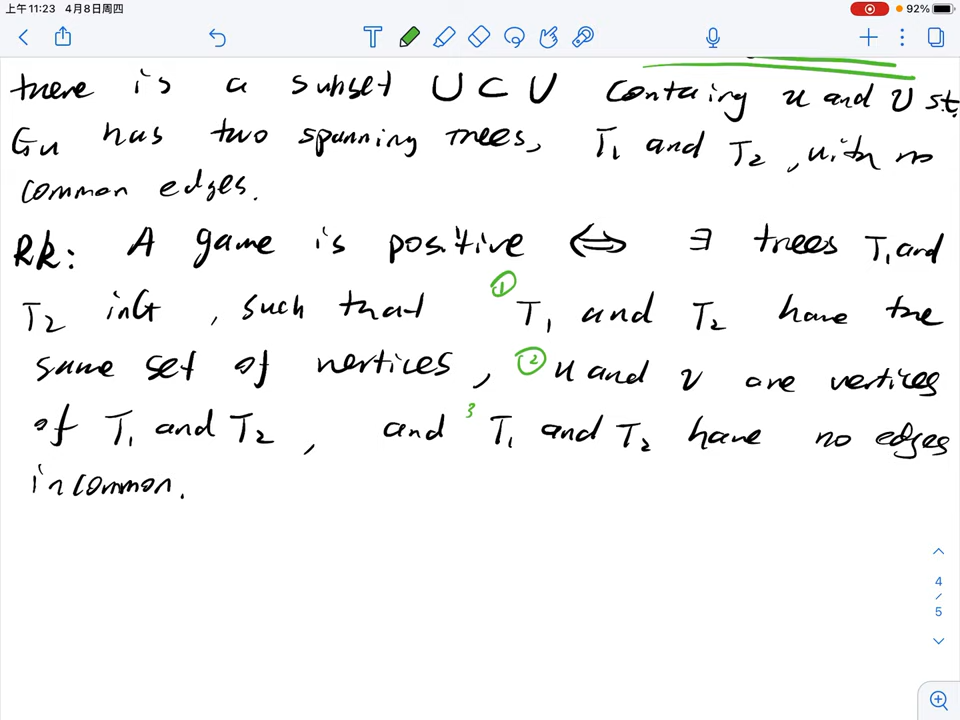 上午11:23 4月8日周四 92%
there is a subset U⊂V containg u and v s.t.
Gu has two spanning trees, T1 and T2, with no
common edges.
Rk: A game is positive ⟺ ∃ trees T1 and
T2 in G, such that ① T1 and T2 have the
same set of vertices, ② u and v are vertices
of T1 and T2, and 3 T1 and T2 have no edges
in common.
4
/
5